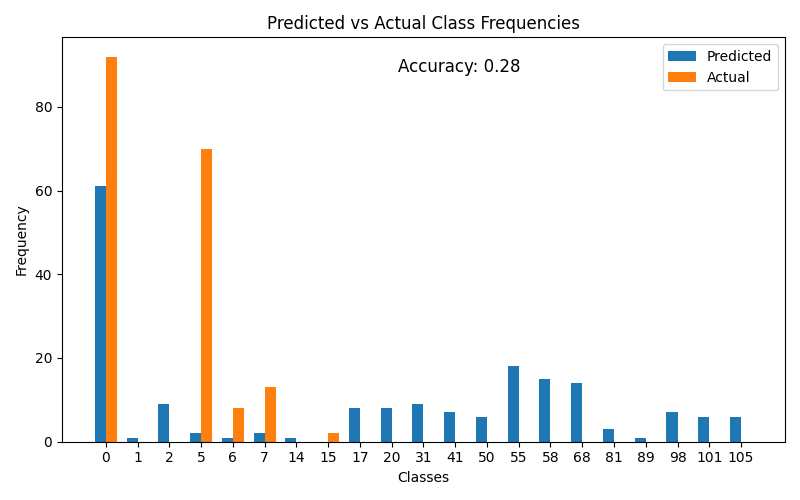 Predicted vs Actual Class Frequencies
Accuracy: 0.28
Predicted
Actual
80
60
40
20
0
Frequency
0 1 2 5 6 7 14 15 17 20 31 41 50 55 58 68 81 89 98 101 105
Classes